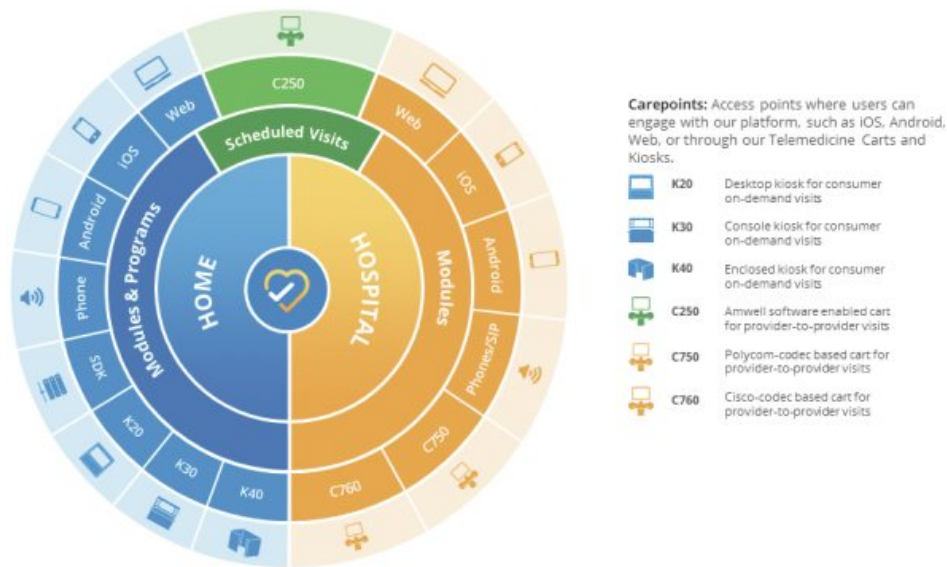 C250
Scheduled Visits
Web
iOS
Android
Phone
SDK
K20
K30
K40
Modules & Programs
HOME
HOSPITAL
Modules
Web
iOS
Android
Phones/SIP
C750
C760
Carepoints: Access points where users can
engage with our platform, such as iOS, Android,
Web, or through our Telemedicine Carts and
Kiosks.
K20 Desktop kiosk for consumer
on-demand visits
K30 Console kiosk for consumer
on-demand visits
K40 Enclosed kiosk for consumer
on-demand visits
C250 Amwell software enabled cart
for provider-to-provider visits
C750 Polycom-codec based cart for
provider-to-provider visits
C760 Cisco-codec based cart for
provider-to-provider visits